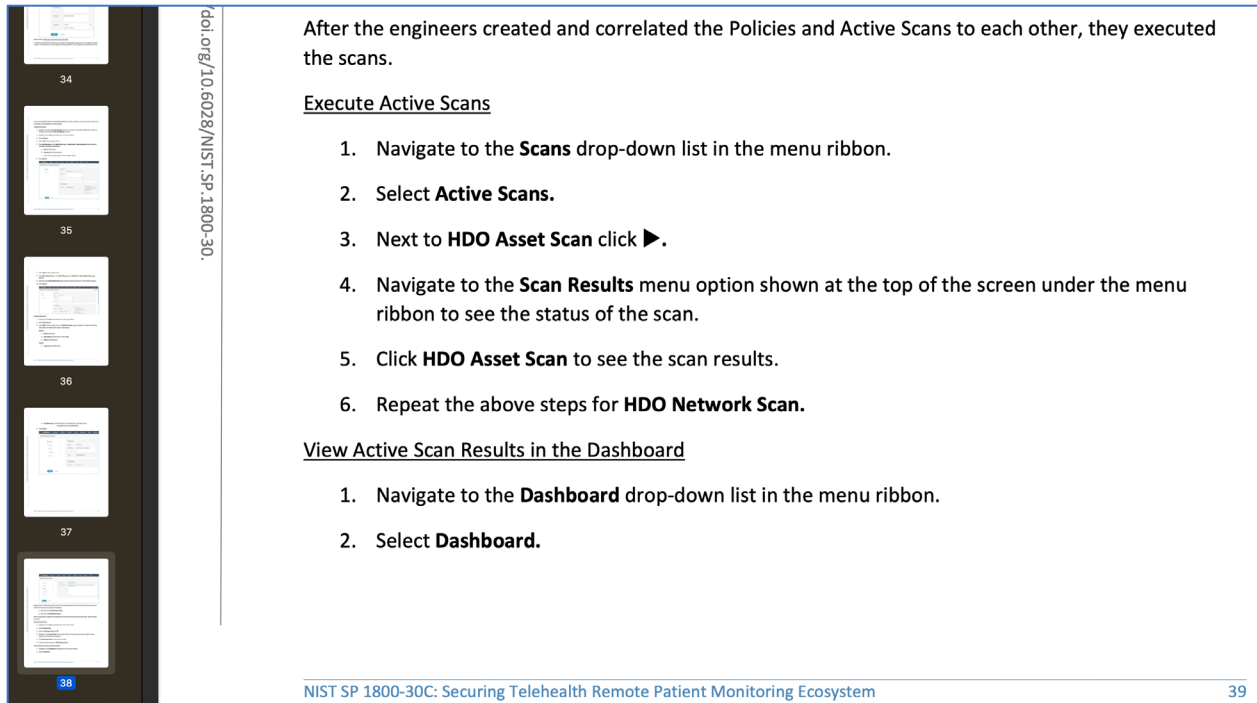 34
35
36
37
38
/doi.org/10.6028/NIST.SP.1800-30.
After the engineers created and correlated the Policies and Active Scans to each other, they executed
the scans.
Execute Active Scans
1. Navigate to the Scans drop-down list in the menu ribbon.
2. Select Active Scans.
3. Next to HDO Asset Scan click ▶.
4. Navigate to the Scan Results menu option shown at the top of the screen under the menu
ribbon to see the status of the scan.
5. Click HDO Asset Scan to see the scan results.
6. Repeat the above steps for HDO Network Scan.
View Active Scan Results in the Dashboard
1. Navigate to the Dashboard drop-down list in the menu ribbon.
2. Select Dashboard.
NIST SP 1800-30C: Securing Telehealth Remote Patient Monitoring Ecosystem 39